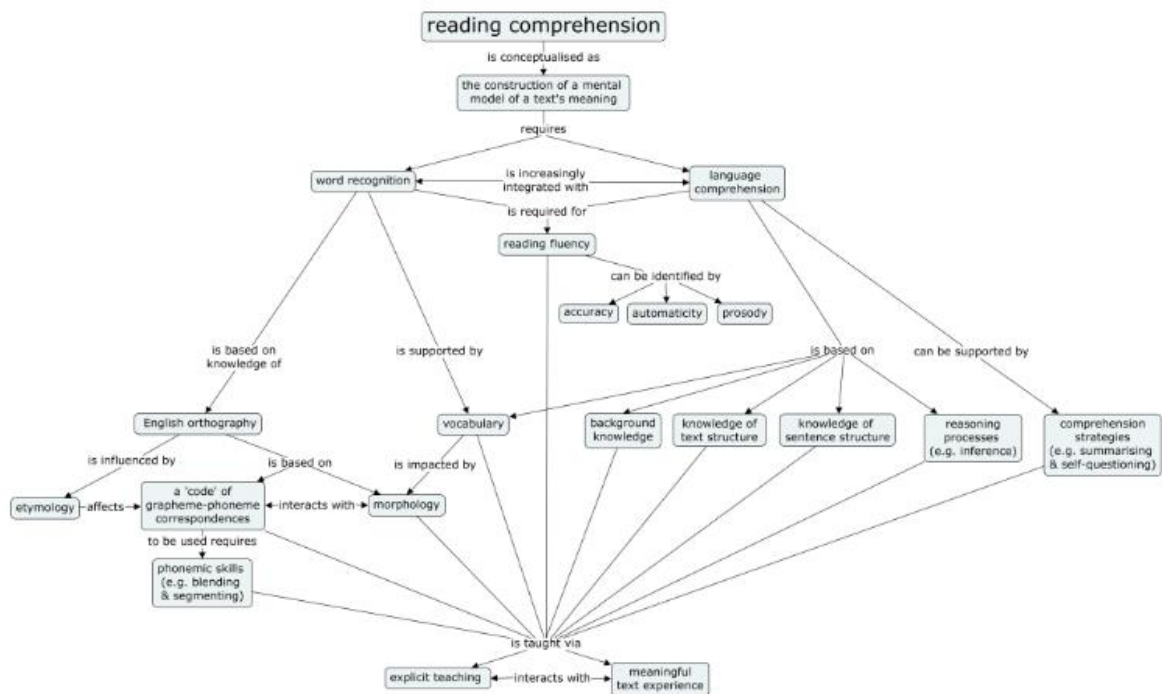 reading comprehension
is conceptualised as
the construction of a mental
model of a text's meaning
requires
word recognition
is increasingly
integrated with
language
comprehension
is required for
reading fluency
can be identified by
accuracy
automaticity
prosody
is based on
knowledge of
is supported by
is based on
can be supported by
English orthography
vocabulary
background
knowledge
knowledge of
text structure
knowledge of
sentence structure
reasoning
processes
(e.g. inference)
comprehension
strategies
(e.g. summarising
& self-questioning)
is influenced by
is based on
is impacted by
etymology
affects
a 'code' of
grapheme-phoneme
correspondences
interacts with
morphology
to be used requires
phonemic skills
(e.g. blending
& segmenting)
is taught via
explicit teaching
interacts with
meaningful
text experience